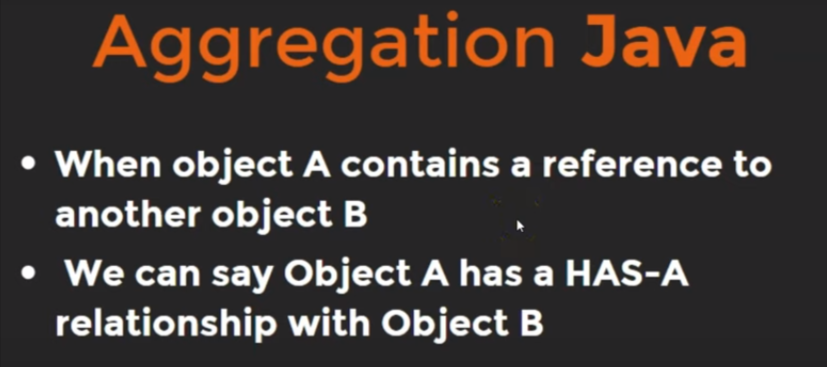 Aggregation Java
• When object A contains a reference to
another object B
• We can say Object A has a HAS-A
relationship with Object B